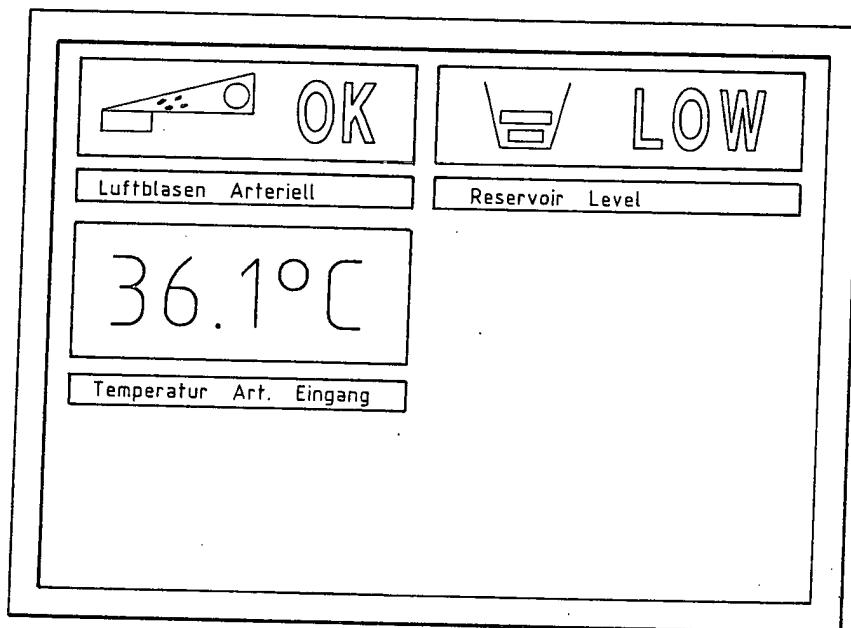 OK
LOW
Luftblasen Arteriell
Reservoir Level
36.1°C
Temperatur Art. Eingang